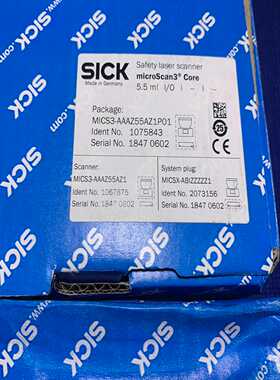 SICK
Made in Germany
Safety laser scanner
microScan3® Core
5.5 m| I/O | - | -
Package:
MICS3-AAAZ55AZ1P01
Ident No. 1075843
Serial No. 1847 0602
25
Scanner:
MICS3-AAAZ55AZ1
Ident No. 1067875
Serial No. 1847 0602
System plug:
MICSX-ABIZZZZZ1
Ident No. 2073156
Serial No. 1847 0602
SICK